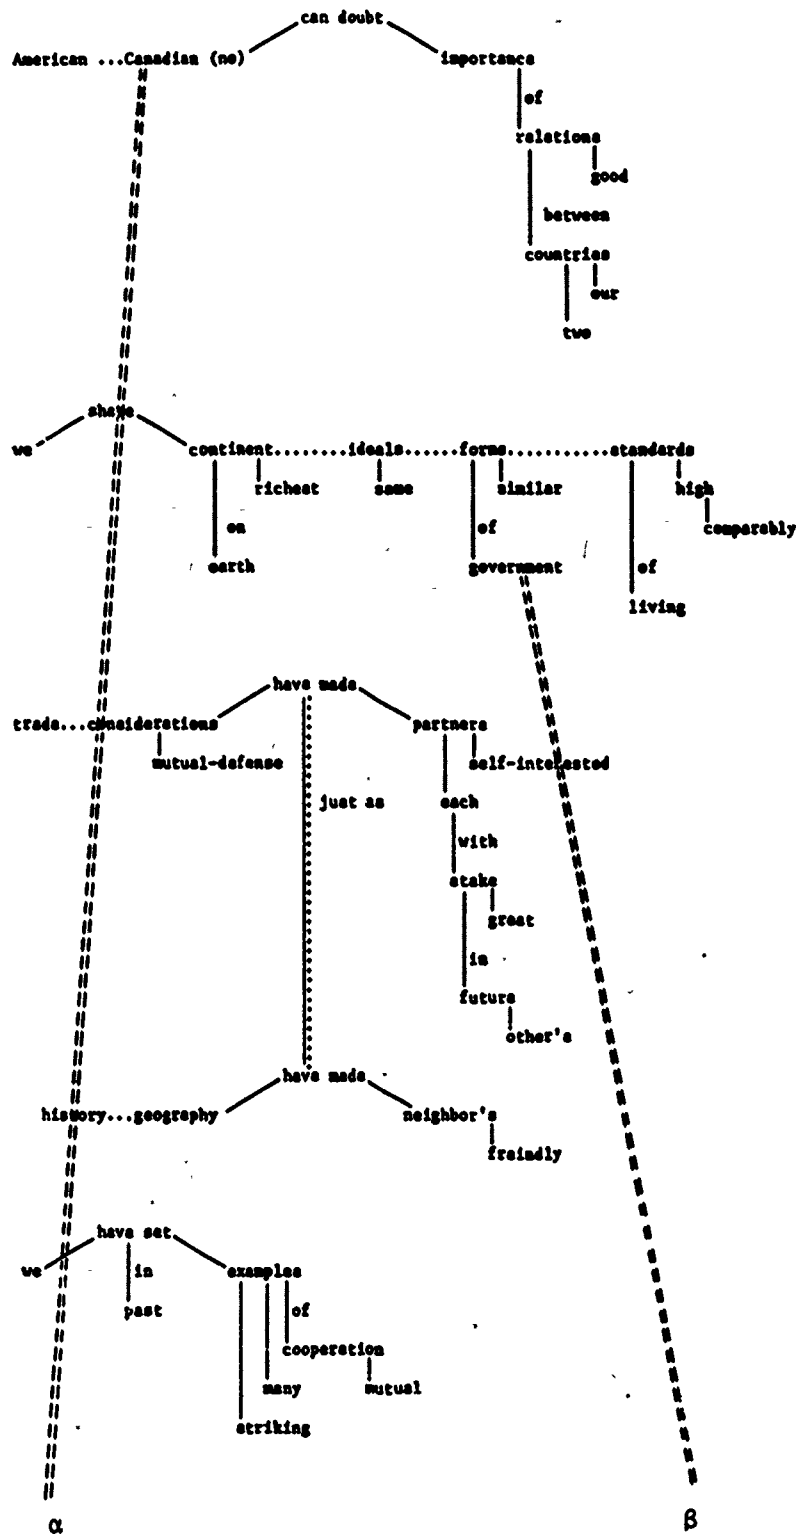 can doubt
American ...Canadian (no) importance
of
relations
good
between
countries
our
two
share
we continent........ideals......forms...........standards
richest same similar high
on of comparably
earth government of
living
have made
trade...considerations partners
mutual-defense self-interested
just as each
with
stake
great
in
future
other's
have made
history...geography neighbor's
freindly
have set
we in examples
past of
cooperation
many mutual
striking
α β